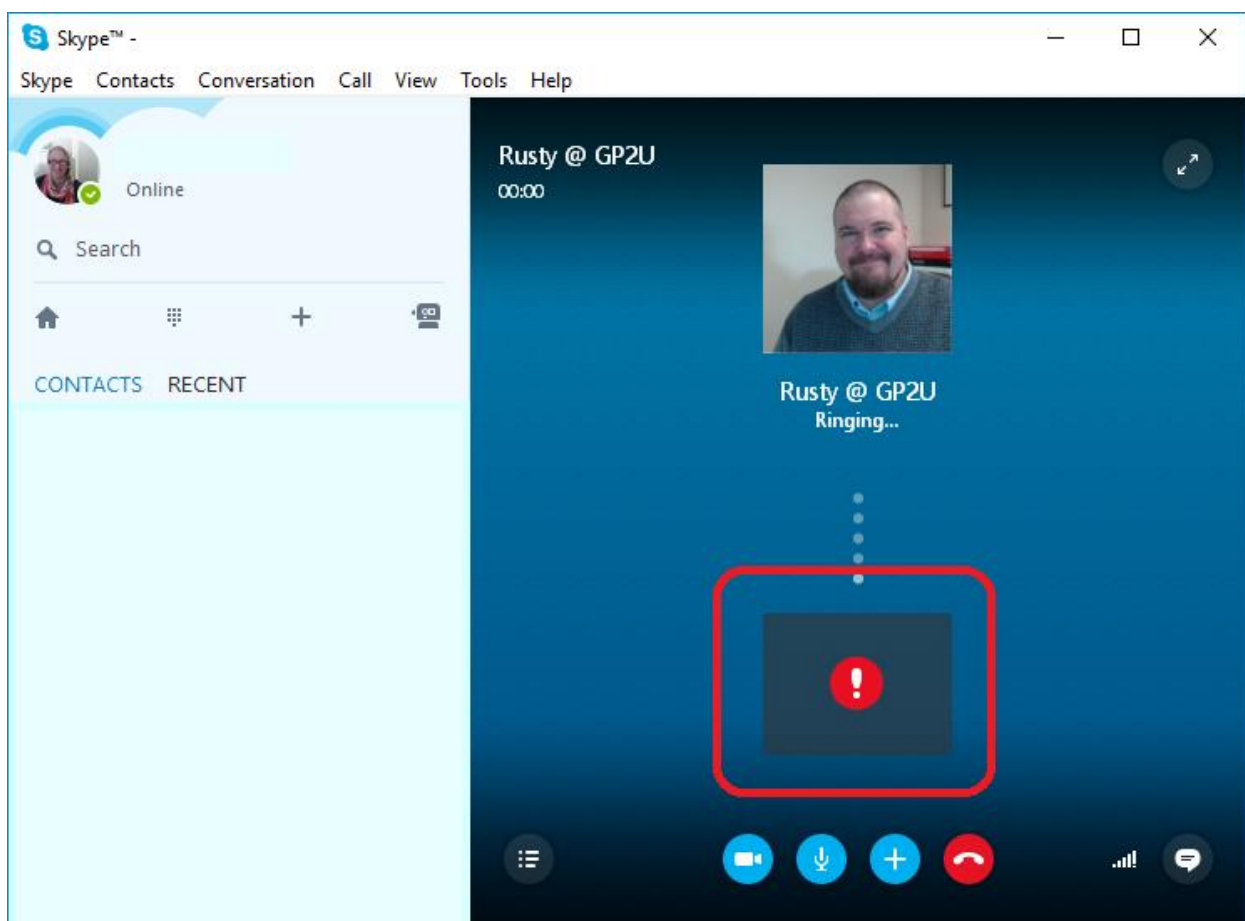 Skype™ -
Skype Contacts Conversation Call View Tools Help
Online
Search
CONTACTS RECENT
Rusty @ GP2U
00:00
Rusty @ GP2U
Ringing...